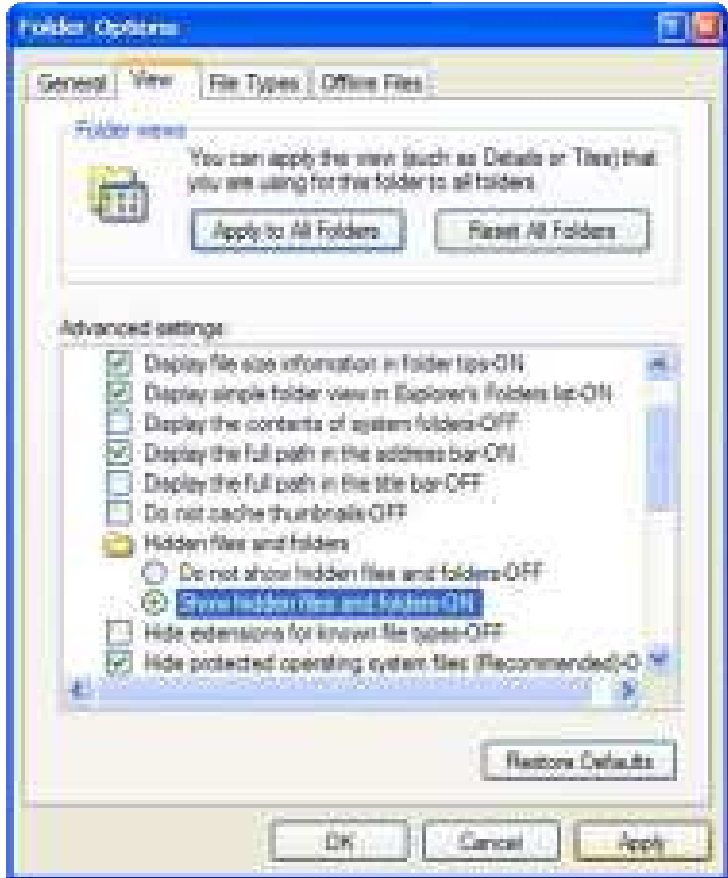 Folder Options
General View File Types Offline Files
Folder views
You can apply the view (such as Details or Tiles) that
you are using for this folder to all folders.
Apply to All Folders Reset All Folders
Advanced settings:
Display file size information in folder tips-ON
Display simple folder view in Explorer's Folders list-ON
Display the contents of system folders-OFF
Display the full path in the address bar-ON
Display the full path in the title bar-OFF
Do not cache thumbnails-OFF
Hidden files and folders
Do not show hidden files and folders-OFF
Show hidden files and folders-ON
Hide extensions for known file types-OFF
Hide protected operating system files (Recommended)-O
Restore Defaults
OK Cancel Apply